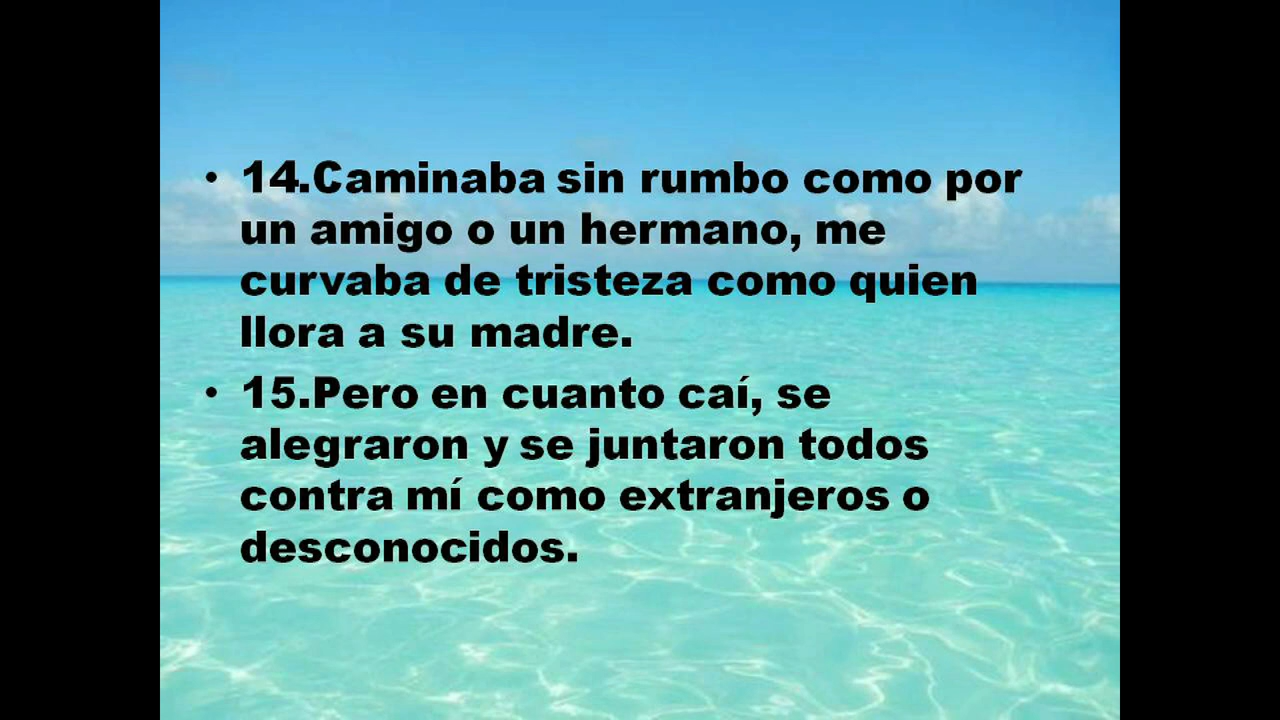 • 14.Caminaba sin rumbo como por
un amigo o un hermano, me
curvaba de tristeza como quien
llora a su madre.
• 15.Pero en cuanto caí, se
alegraron y se juntaron todos
contra mí como extranjeros o
desconocidos.